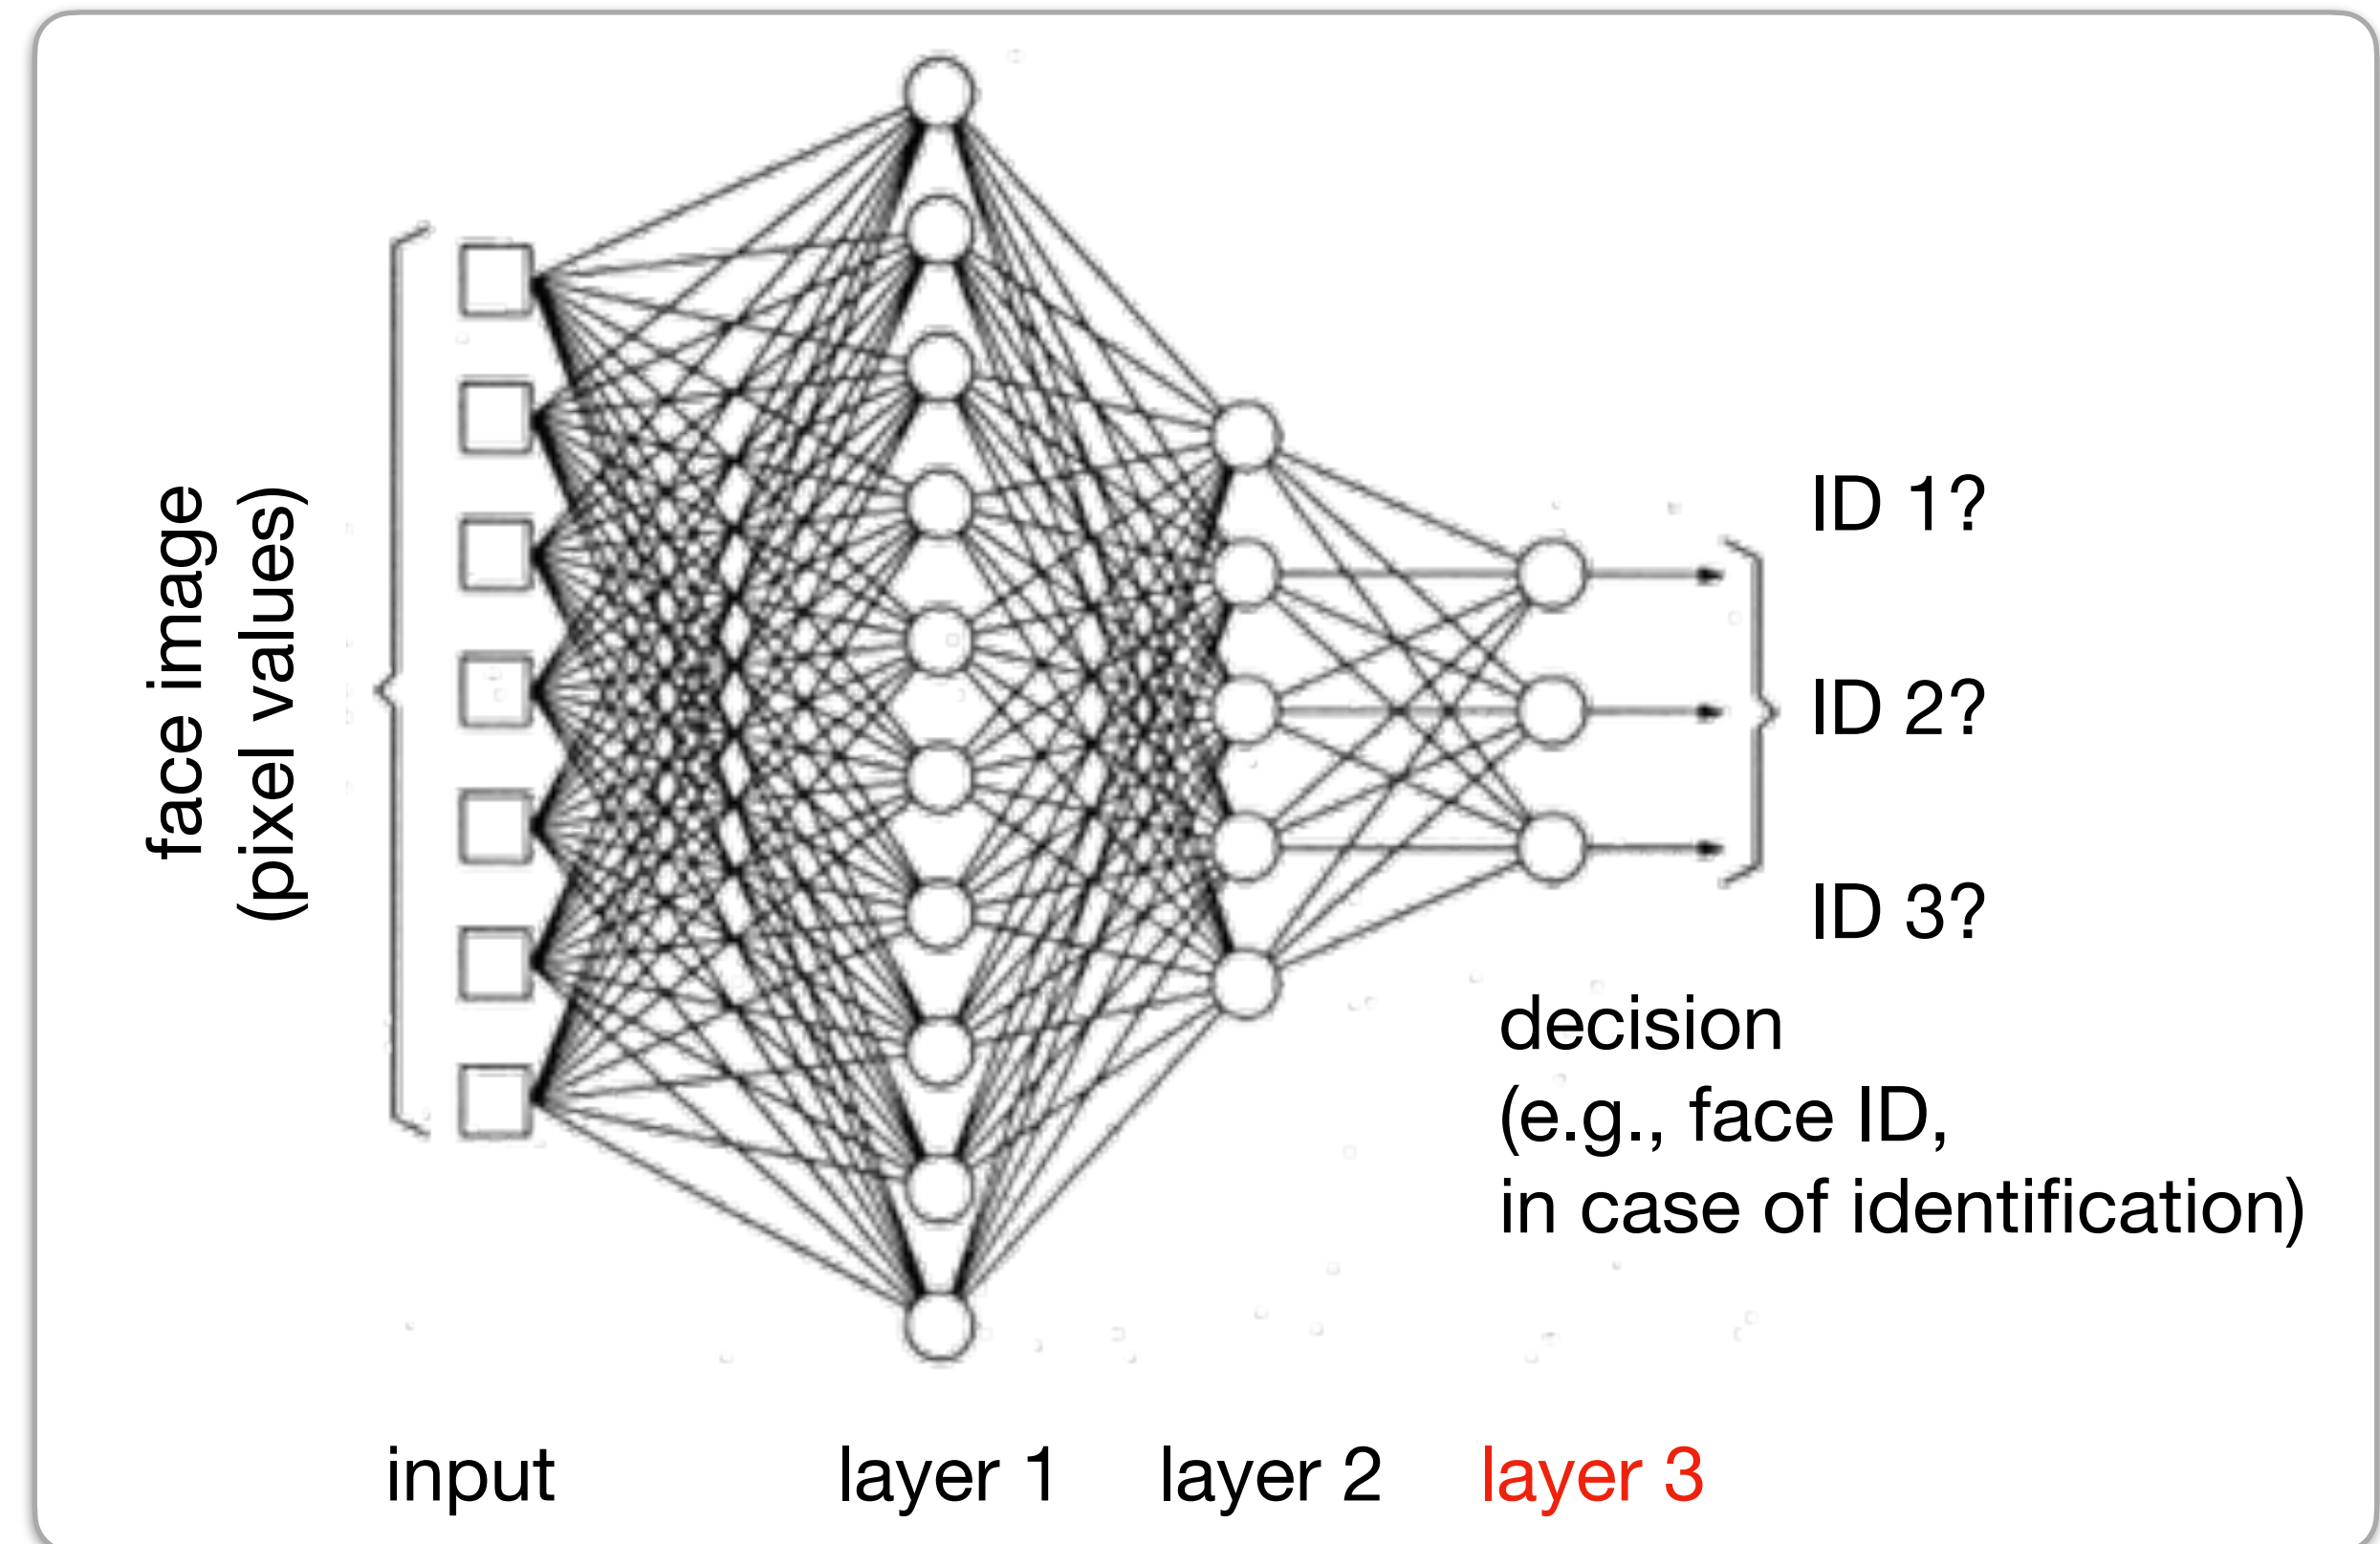 face image
(pixel values)
ID 1?
ID 2?
ID 3?
decision
(e.g., face ID,
in case of identification)
input
layer 1
layer 2
layer 3